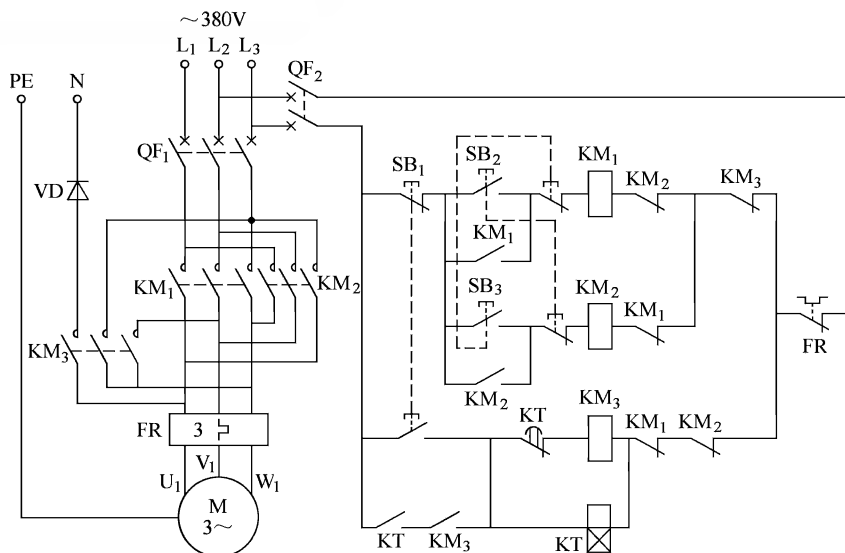 ～380V
L₁ L₂ L₃
PE N
QF₂
QF₁
VD
SB₁ SB₂ KM₁ KM₂ KM₃
KM₁
KM₁ KM₂
SB₃ KM₂ KM₁
KM₃
FR
KM₂ KM₃
FR 3
KT KM₁ KM₂
U₁ V₁ W₁
M
3～
KT KM₃ KT